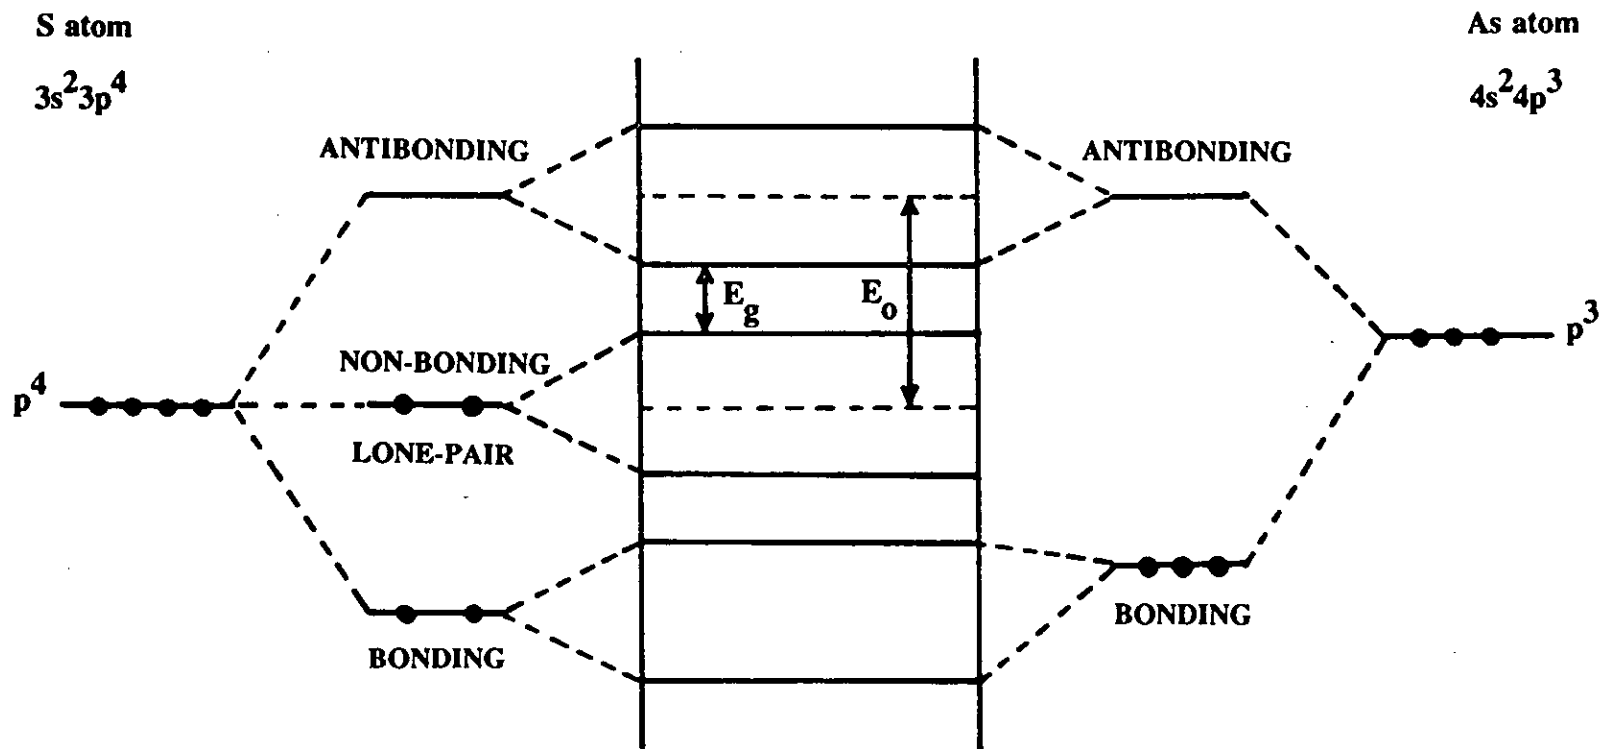 S atom
3s²3p⁴
As atom
4s²4p³
ANTIBONDING
ANTIBONDING
E_g
E_o
p³
NON-BONDING
p⁴
LONE-PAIR
BONDING
BONDING